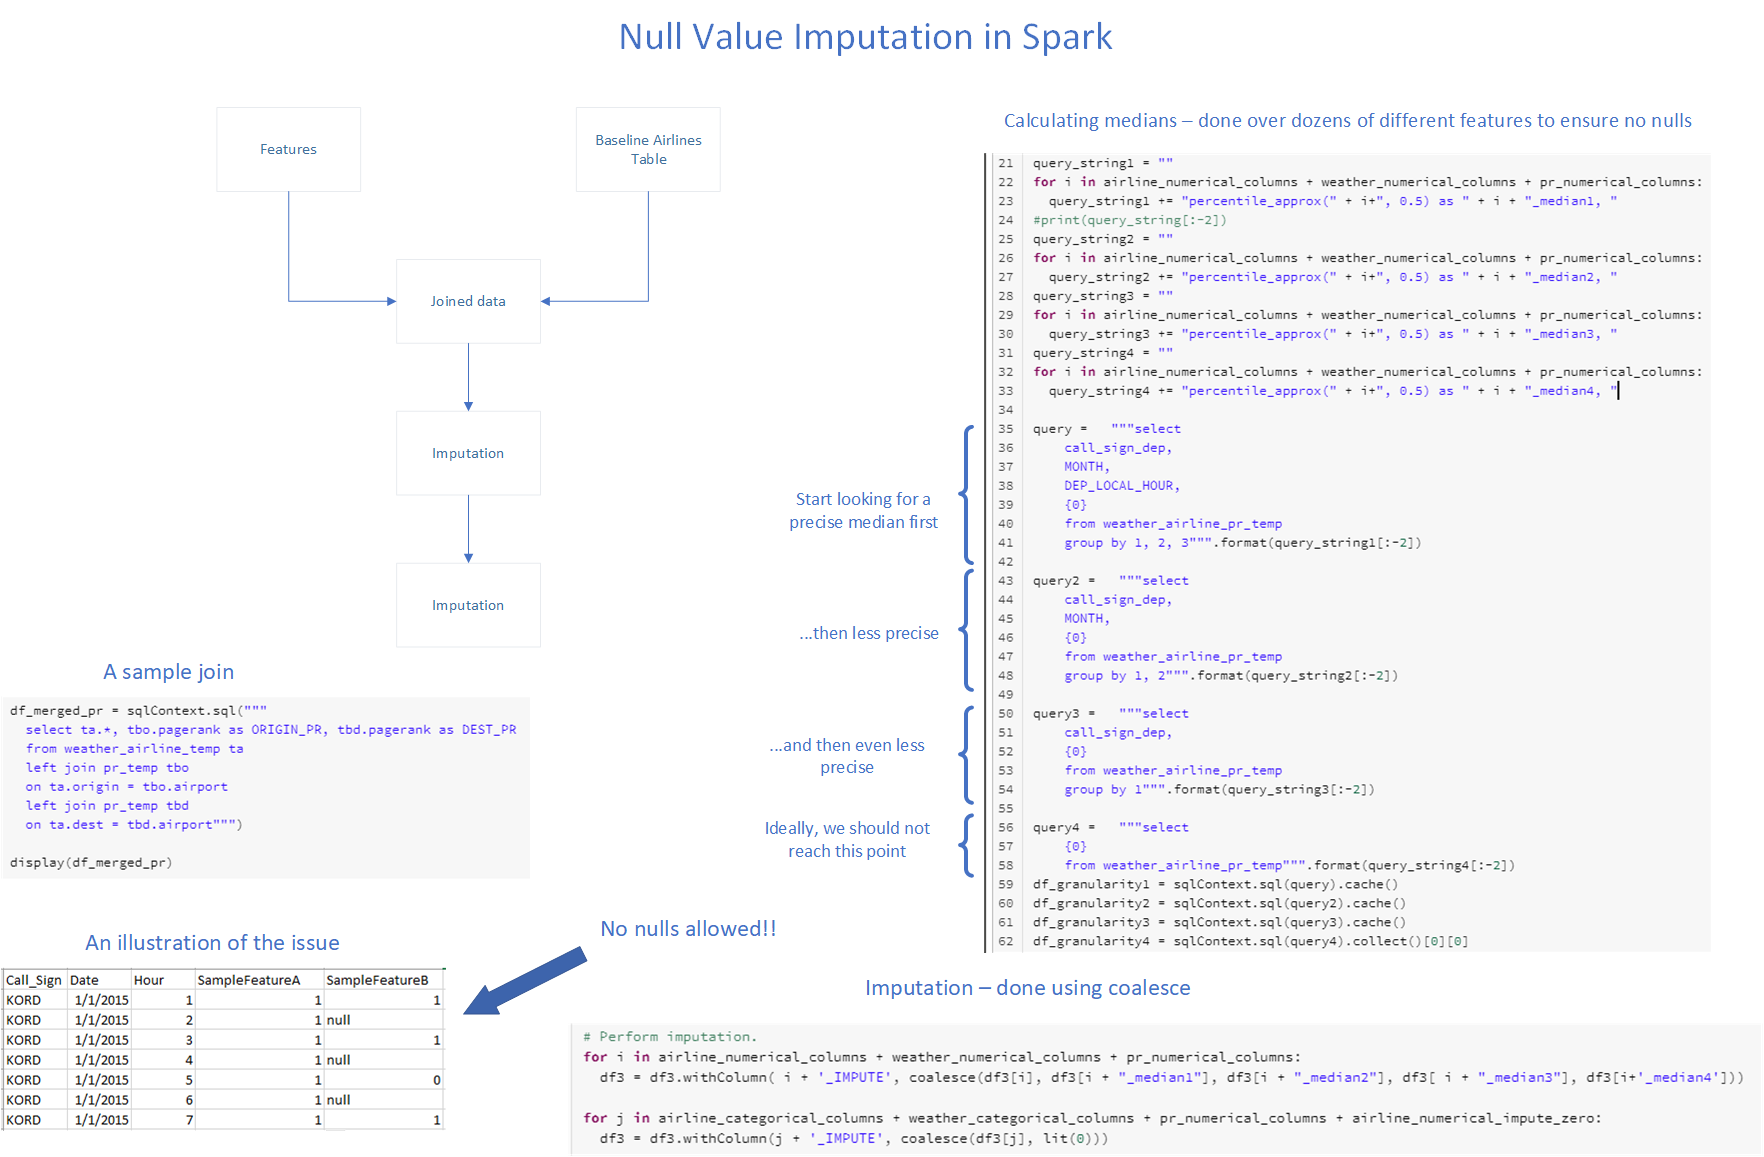 Null Value Imputation in Spark
Features
Baseline Airlines
Table
Joined data
Imputation
Imputation
A sample join
df_merged_pr = sqlContext.sql("""
select ta.*, tbo.pagerank as ORIGIN_PR, tbd.pagerank as DEST_PR
from weather_airline_temp ta
left join pr_temp tbo
on ta.origin = tbo.airport
left join pr_temp tbd
on ta.dest = tbd.airport""")
display(df_merged_pr)
An illustration of the issue
Call_Sign Date Hour SampleFeatureA SampleFeatureB
KORD 1/1/2015 1 1 1
KORD 1/1/2015 2 1 null
KORD 1/1/2015 3 1 1
KORD 1/1/2015 4 1 null
KORD 1/1/2015 5 1 0
KORD 1/1/2015 6 1 null
KORD 1/1/2015 7 1 1
No nulls allowed!!
Calculating medians – done over dozens of different features to ensure no nulls
21 query_string1 = ""
22 for i in airline_numerical_columns + weather_numerical_columns + pr_numerical_columns:
23 query_string1 += "percentile_approx(" + i+", 0.5) as " + i + "_median1, "
24 #print(query_string[:-2])
25 query_string2 = ""
26 for i in airline_numerical_columns + weather_numerical_columns + pr_numerical_columns:
27 query_string2 += "percentile_approx(" + i+", 0.5) as " + i + "_median2, "
28 query_string3 = ""
29 for i in airline_numerical_columns + weather_numerical_columns + pr_numerical_columns:
30 query_string3 += "percentile_approx(" + i+", 0.5) as " + i + "_median3, "
31 query_string4 = ""
32 for i in airline_numerical_columns + weather_numerical_columns + pr_numerical_columns:
33 query_string4 += "percentile_approx(" + i+", 0.5) as " + i + "_median4, "
34
35 query = """select
36 call_sign_dep,
37 MONTH,
38 DEP_LOCAL_HOUR,
39 {0}
40 from weather_airline_pr_temp
41 group by 1, 2, 3""".format(query_string1[:-2])
42
43 query2 = """select
44 call_sign_dep,
45 MONTH,
46 {0}
47 from weather_airline_pr_temp
48 group by 1, 2""".format(query_string2[:-2])
49
50 query3 = """select
51 call_sign_dep,
52 {0}
53 from weather_airline_pr_temp
54 group by 1""".format(query_string3[:-2])
55
56 query4 = """select
57 {0}
58 from weather_airline_pr_temp""".format(query_string4[:-2])
59 df_granularity1 = sqlContext.sql(query).cache()
60 df_granularity2 = sqlContext.sql(query2).cache()
61 df_granularity3 = sqlContext.sql(query3).cache()
62 df_granularity4 = sqlContext.sql(query4).collect()[0][0]
Start looking for a
precise median first
...then less precise
...and then even less
precise
Ideally, we should not
reach this point
Imputation – done using coalesce
# Perform imputation.
for i in airline_numerical_columns + weather_numerical_columns + pr_numerical_columns:
df3 = df3.withColumn( i + '_IMPUTE', coalesce(df3[i], df3[i + "_median1"], df3[i + "_median2"], df3[ i + "_median3"], df3[i+'_median4']))
for j in airline_categorical_columns + weather_categorical_columns + pr_numerical_columns + airline_numerical_impute_zero:
df3 = df3.withColumn(j + '_IMPUTE', coalesce(df3[j], lit(0)))